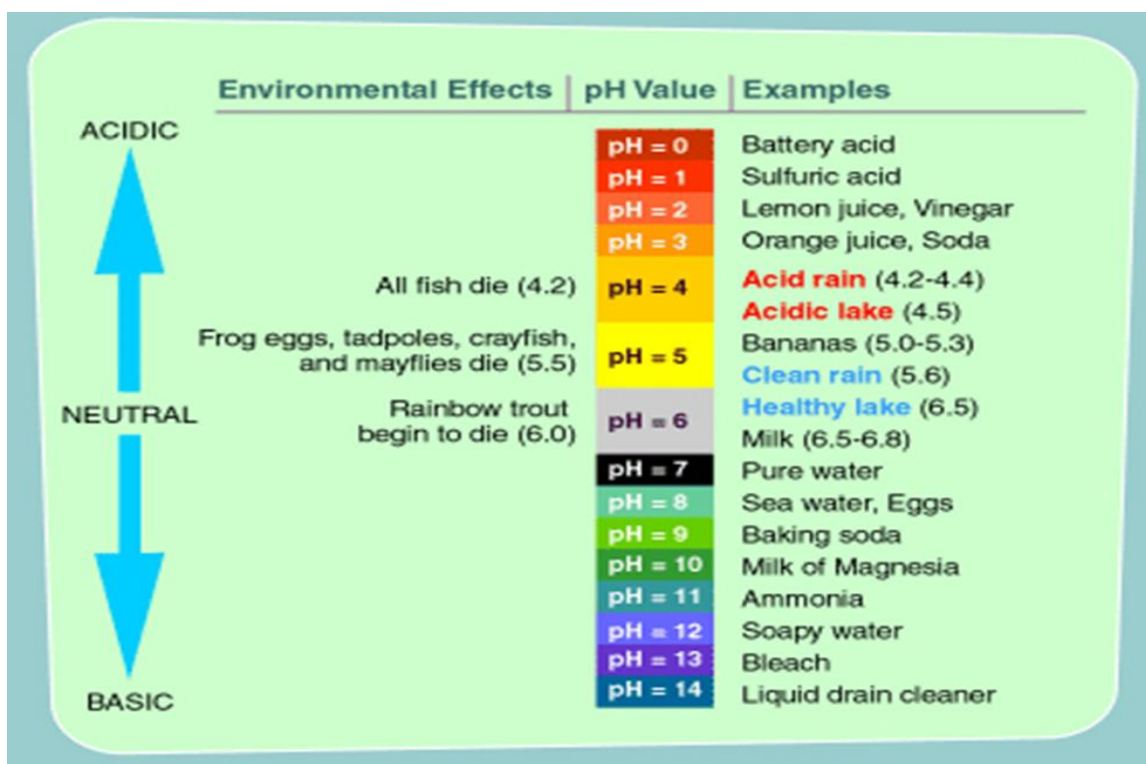 Environmental Effects | pH Value | Examples
ACIDIC
pH = 0 Battery acid
pH = 1 Sulfuric acid
pH = 2 Lemon juice, Vinegar
pH = 3 Orange juice, Soda
All fish die (4.2) pH = 4 Acid rain (4.2-4.4)
Acidic lake (4.5)
Frog eggs, tadpoles, crayfish,
and mayflies die (5.5) pH = 5 Bananas (5.0-5.3)
Clean rain (5.6)
NEUTRAL
Rainbow trout
begin to die (6.0) pH = 6 Healthy lake (6.5)
Milk (6.5-6.8)
pH = 7 Pure water
pH = 8 Sea water, Eggs
pH = 9 Baking soda
pH = 10 Milk of Magnesia
pH = 11 Ammonia
pH = 12 Soapy water
pH = 13 Bleach
pH = 14 Liquid drain cleaner
BASIC